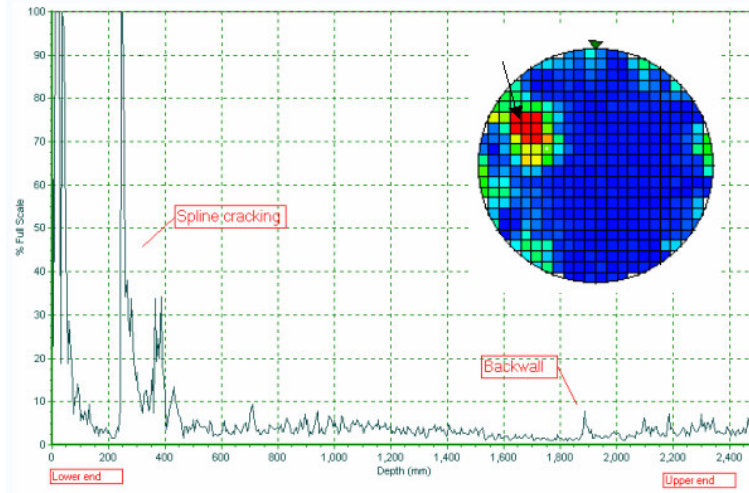 100
90
80
70
60
50
40
30
20
10
0
% Full Scale
Spline cracking
Backwall
0 200 400 600 800 1,000 1,200 1,400 1,600 1,800 2,000 2,200 2,400
Depth (mm)
Lower end
Upper end